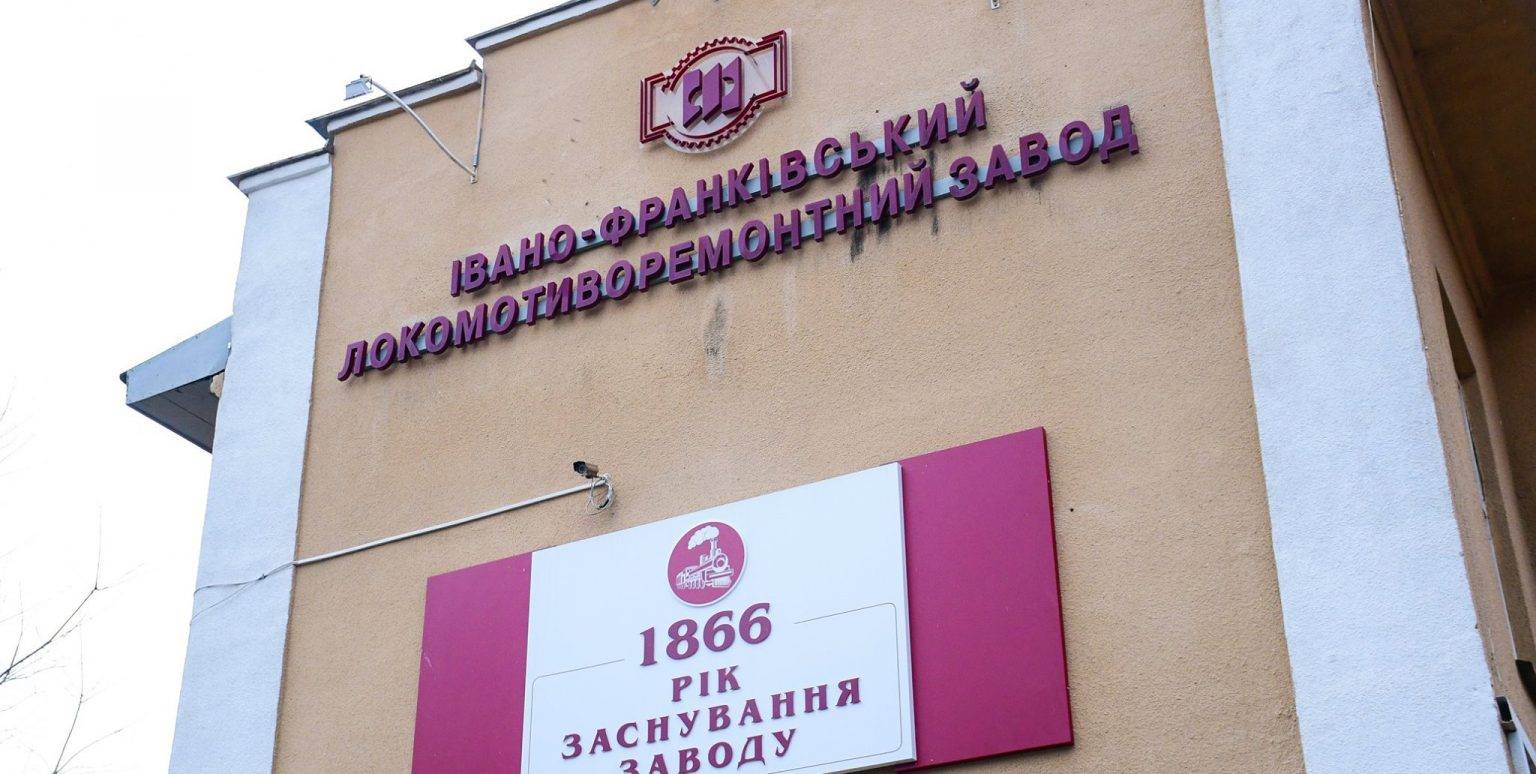 ІВАНО-ФРАНКІВСЬКИЙ
ЛОКОМОТИВОРЕМОНТНИЙ ЗАВОД
1866
РІК
ЗАСНУВАННЯ
ЗАВОДУ